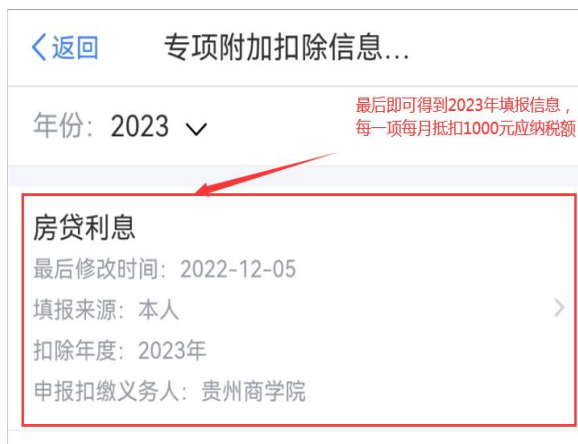 返回
专项附加扣除信息...
年份：2023
最后即可得到2023年填报信息，
每一项每月抵扣1000元应纳税额
房贷利息
最后修改时间：2022-12-05
填报来源：本人
扣除年度：2023年
申报扣缴义务人：贵州商学院